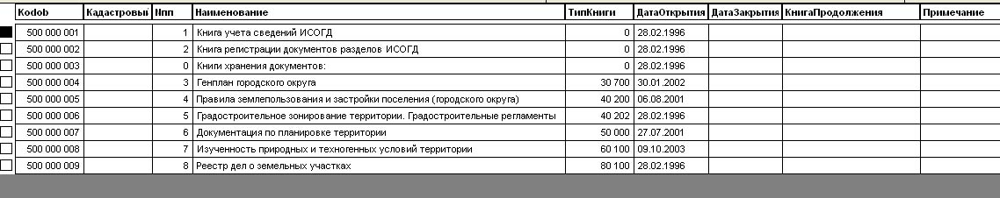 Kodob Кадастровый Nпп Наименование ТипКниги ДатаОткрытия ДатаЗакрытия КнигаПродолжения Примечание
500 000 001 1 Книга учета сведений ИСОГД 0 28.02.1996
500 000 002 2 Книга регистрации документов разделов ИСОГД 0 28.02.1996
500 000 003 0 Книги хранения документов: 0 28.02.1996
500 000 004 3 Генплан городского округа 30 700 30.01.2002
500 000 005 4 Правила землепользования и застройки поселения (городского округа) 40 200 06.08.2001
500 000 006 5 Градостроительное зонирование территории. Градостроительные регламенты 40 202 28.02.1996
500 000 007 6 Документация по планировке территории 50 000 27.07.2001
500 000 008 7 Изученность природных и техногенных условий территории 60 100 09.10.2003
500 000 009 8 Реестр дел о земельных участках 80 100 28.02.1996